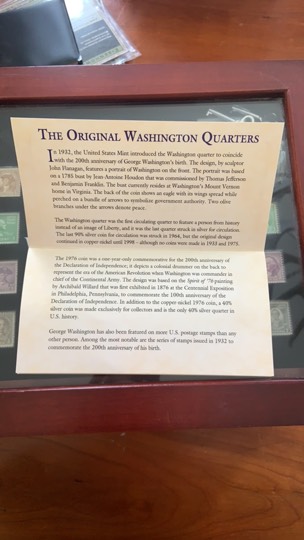 THE ORIGINAL WASHINGTON QUARTERS
In 1932, the United States Mint introduced the Washington quarter to coincide
with the 200th anniversary of George Washington's birth. The design, by sculptor
John Flanagan, features a portrait of Washington on the front. The portrait was based
on a 1785 bust by Jean Antoine Houdon that was commissioned by Thomas Jefferson
and Benjamin Franklin. The bust currently resides at Washington's Mount Vernon
home in Virginia. The back of the coin shows an eagle with its wings spread while
perched on a bundle of arrows to symbolize government authority. Two olive
branches under the arrows denote peace.
The Washington quarter was the first circulating quarter to feature a person from history
instead of an image of Liberty, and it was the last quarter struck in silver for circulation.
The last 90% silver coin for circulation was struck in 1964, but the original design
continued in copper-nickel until 1998 – although no coins were made in 1933 and 1975.
The 1976 coin was a one-year-only commemorative for the 200th anniversary of
the Declaration of Independence; it depicts a colonial drummer on the back to
represent the era of the American Revolution when Washington was commander in
chief of the Continental Army. The design was based on the Spirit of '76 painting
by Archibald Willard that was first exhibited in 1876 at the Centennial Exposition
in Philadelphia, Pennsylvania, to commemorate the 100th anniversary of the
Declaration of Independence. In addition to the copper-nickel 1976 coin, a 40%
silver coin was made exclusively for collectors and is the only 40% silver quarter in
U.S. history.
George Washington has also been featured on more U.S. postage stamps than any
other person. Among the most notable are the series of stamps issued in 1932 to
commemorate the 200th anniversary of his birth.